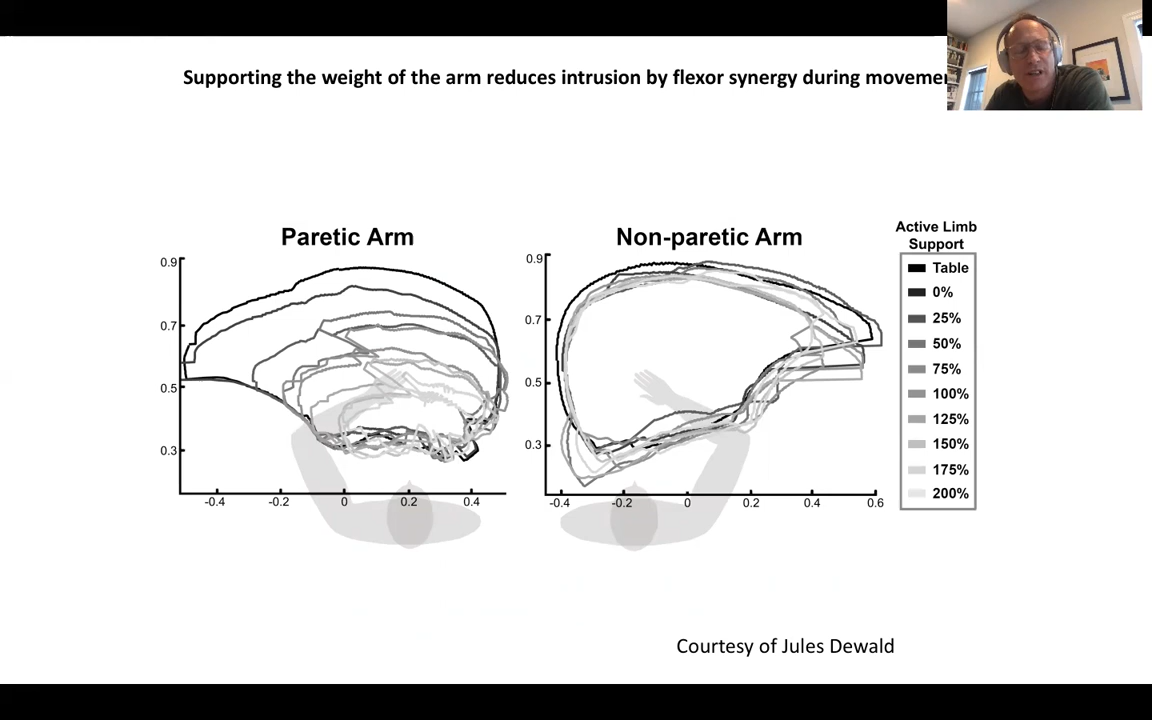 Supporting the weight of the arm reduces intrusion by flexor synergy during
Paretic Arm
0.9
0.7
0.5
0.3
-0.4 -0.2 0 0.2 0.4
Non-paretic Arm
0.9
0.7
0.5
0.3
-0.4 -0.2 0 0.2 0.4 0.6
Active Limb
Support
Table
0%
25%
50%
75%
100%
125%
150%
175%
200%
Courtesy of Jules Dewald